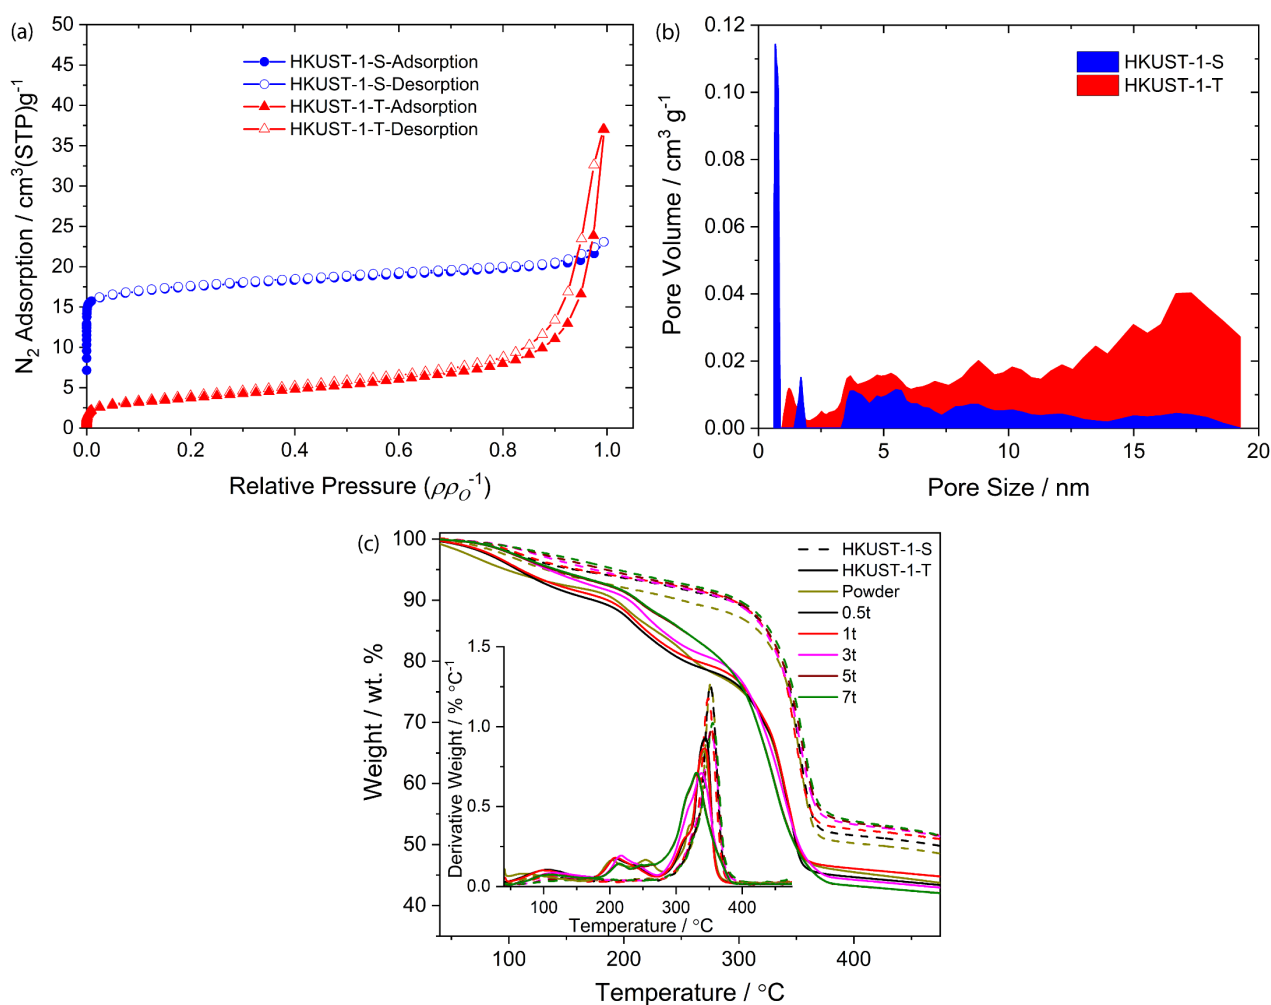 (a)
50
45
40
35
30
25
20
15
10
5
0
N2 Adsorption / cm3(STP)g-1
HKUST-1-S-Adsorption
HKUST-1-S-Desorption
HKUST-1-T-Adsorption
HKUST-1-T-Desorption
0.0 0.2 0.4 0.6 0.8 1.0
Relative Pressure (ρρO-1)
(b)
0.12
0.10
0.08
0.06
0.04
0.02
0.00
Pore Volume / cm3 g-1
HKUST-1-S
HKUST-1-T
0 5 10 15 20
Pore Size / nm
(c)
100
90
80
70
60
50
40
Weight / wt. %
HKUST-1-S
HKUST-1-T
Powder
0.5t
1t
3t
5t
7t
1.5
1.0
0.5
0.0
Derivative Weight / % °C-1
100 200 300 400
Temperature / °C
100 200 300 400
Temperature / °C